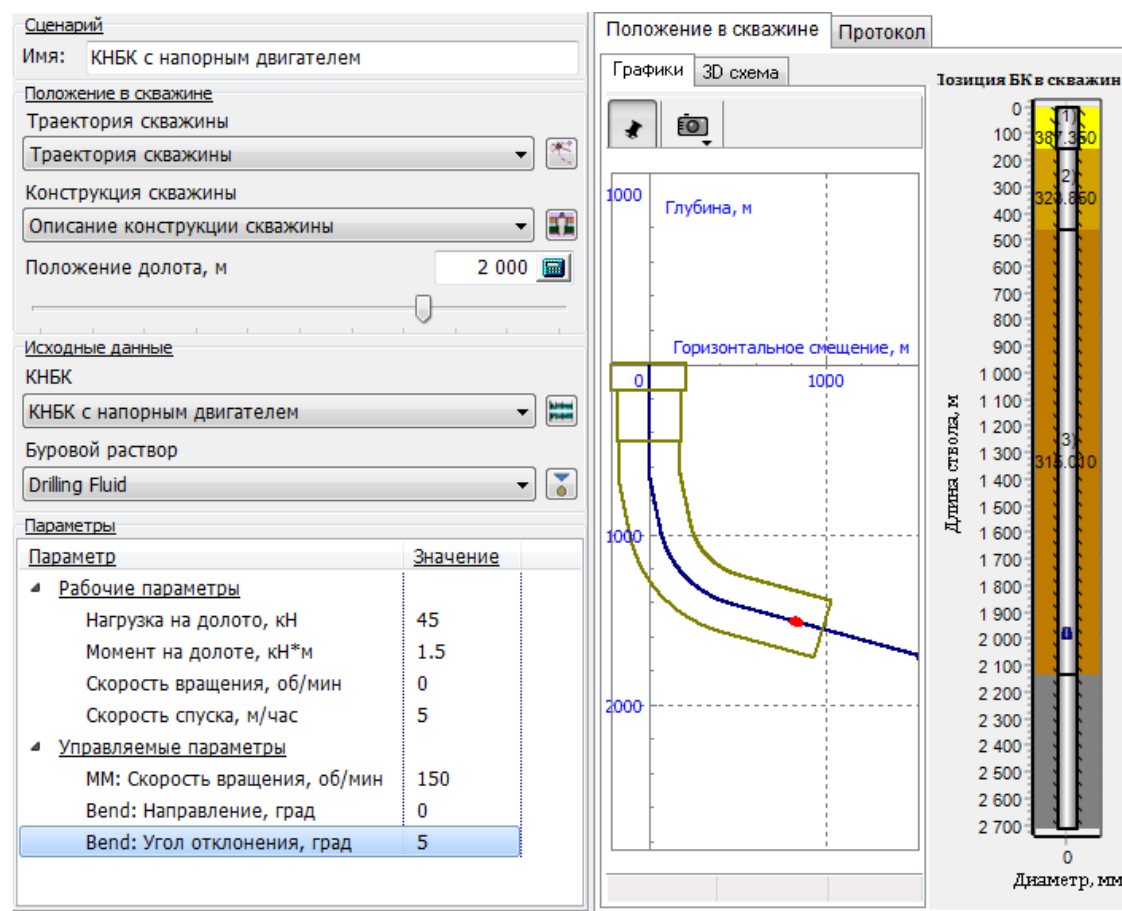 Сценарий
Имя: КНБК с напорным двигателем
Положение в скважине
Траектория скважины
Траектория скважины
Конструкция скважины
Описание конструкции скважины
Положение долота, м 2 000
Исходные данные
КНБК
КНБК с напорным двигателем
Буровой раствор
Drilling Fluid
Параметры
Параметр Значение
Рабочие параметры
Нагрузка на долото, кН 45
Момент на долоте, кН*м 1.5
Скорость вращения, об/мин 0
Скорость спуска, м/час 5
Управляемые параметры
ММ: Скорость вращения, об/мин 150
Bend: Направление, град 0
Bend: Угол отклонения, град 5
Положение в скважине Протокол
Графики 3D схема
1000
Глубина, м
Горизонтальное смещение, м
0 1000
1000
2000
Позиция БК в скважин
0
100
200
300
400
500
600
700
800
900
1 000
1 100
1 200
1 300
1 400
1 500
1 600
1 700
1 800
1 900
2 000
2 100
2 200
2 300
2 400
2 500
2 600
2 700
Длина ствола, м
1)
387.350
2)
323.850
3)
315.010
0
Диаметр, мм